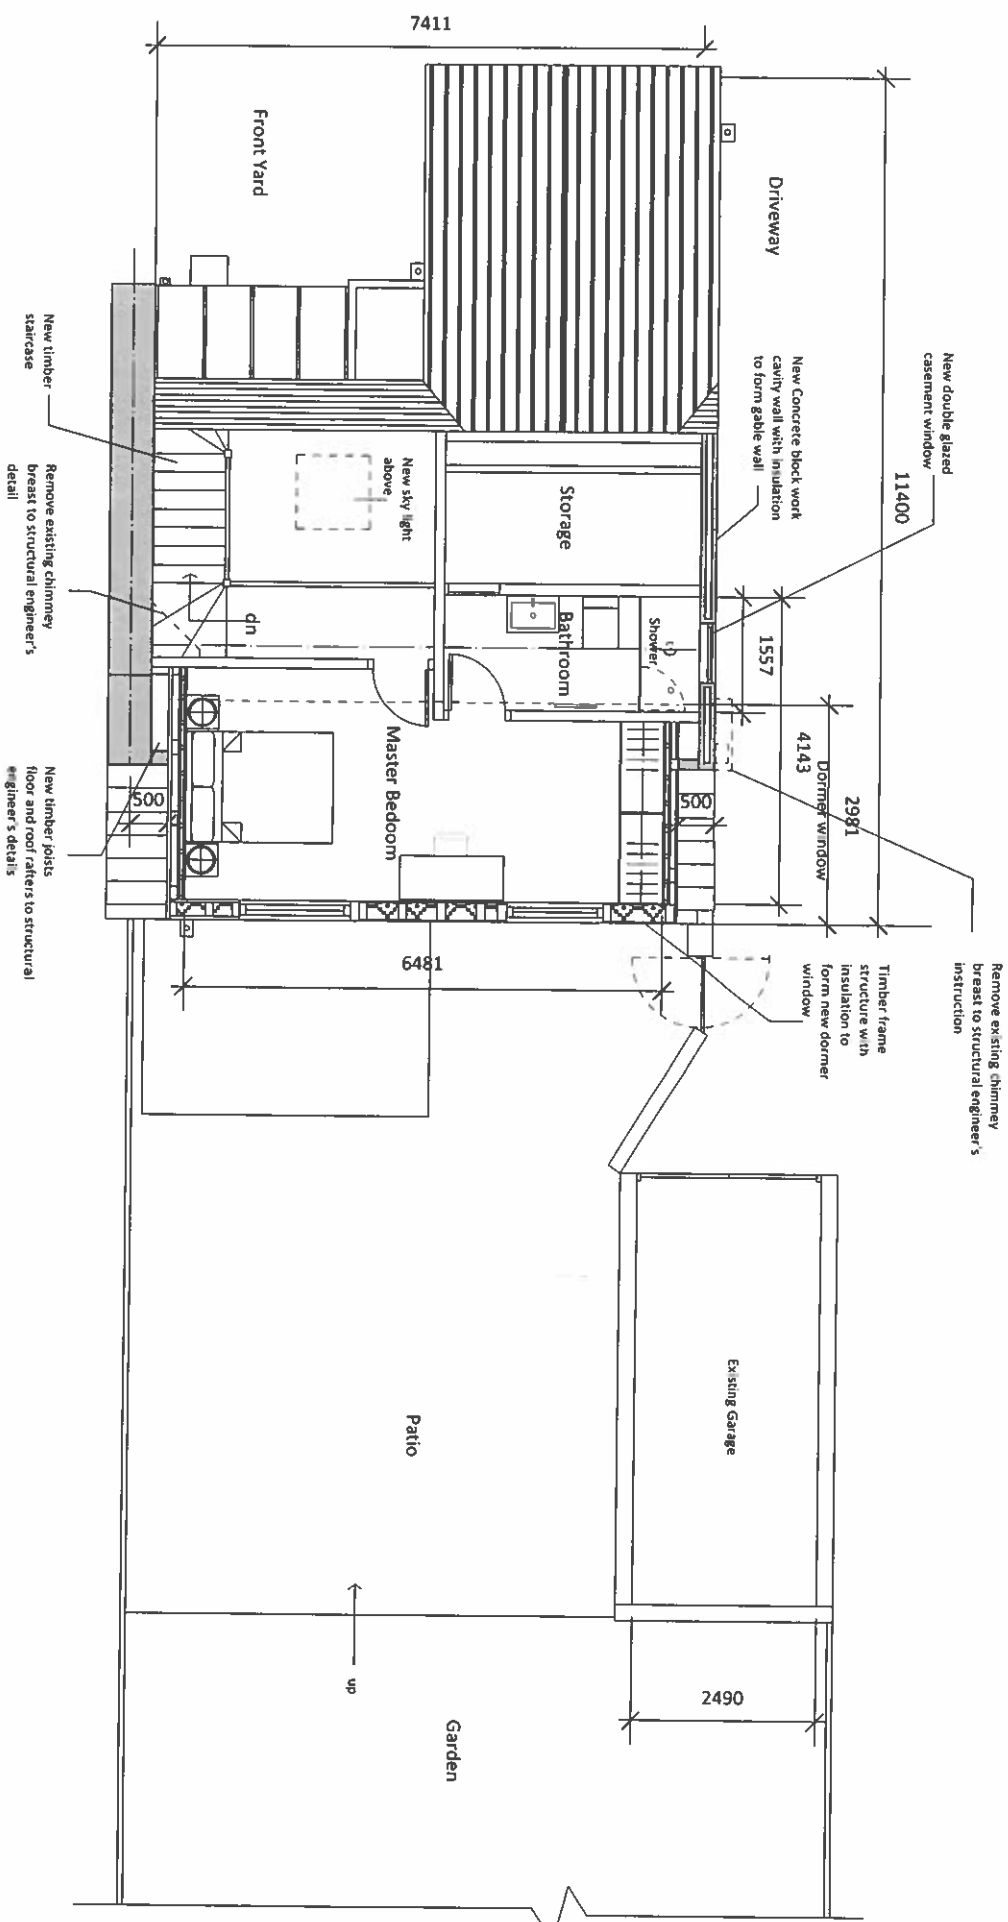 7411
11400
Driveway
Front Yard
New double glazed
casement window
New Concrete block work
cavity wall with insulation
to form gable wall
Storage
New sky light
above
New timber
staircase
Remove existing chimmey
breast to structural engineer's
detail
dn
Bathroom
Shower
1557
4143
2981
Dormer window
500
500
Master Bedoom
New timber joists
floor and roof rafters to structural
engineer's details
Remove existing chimmey
breast to structural engineer's
instruction
Timber frame
structure with
insulation to
form new dormer
window
6481
Existing Garage
Patio
up
2490
Garden